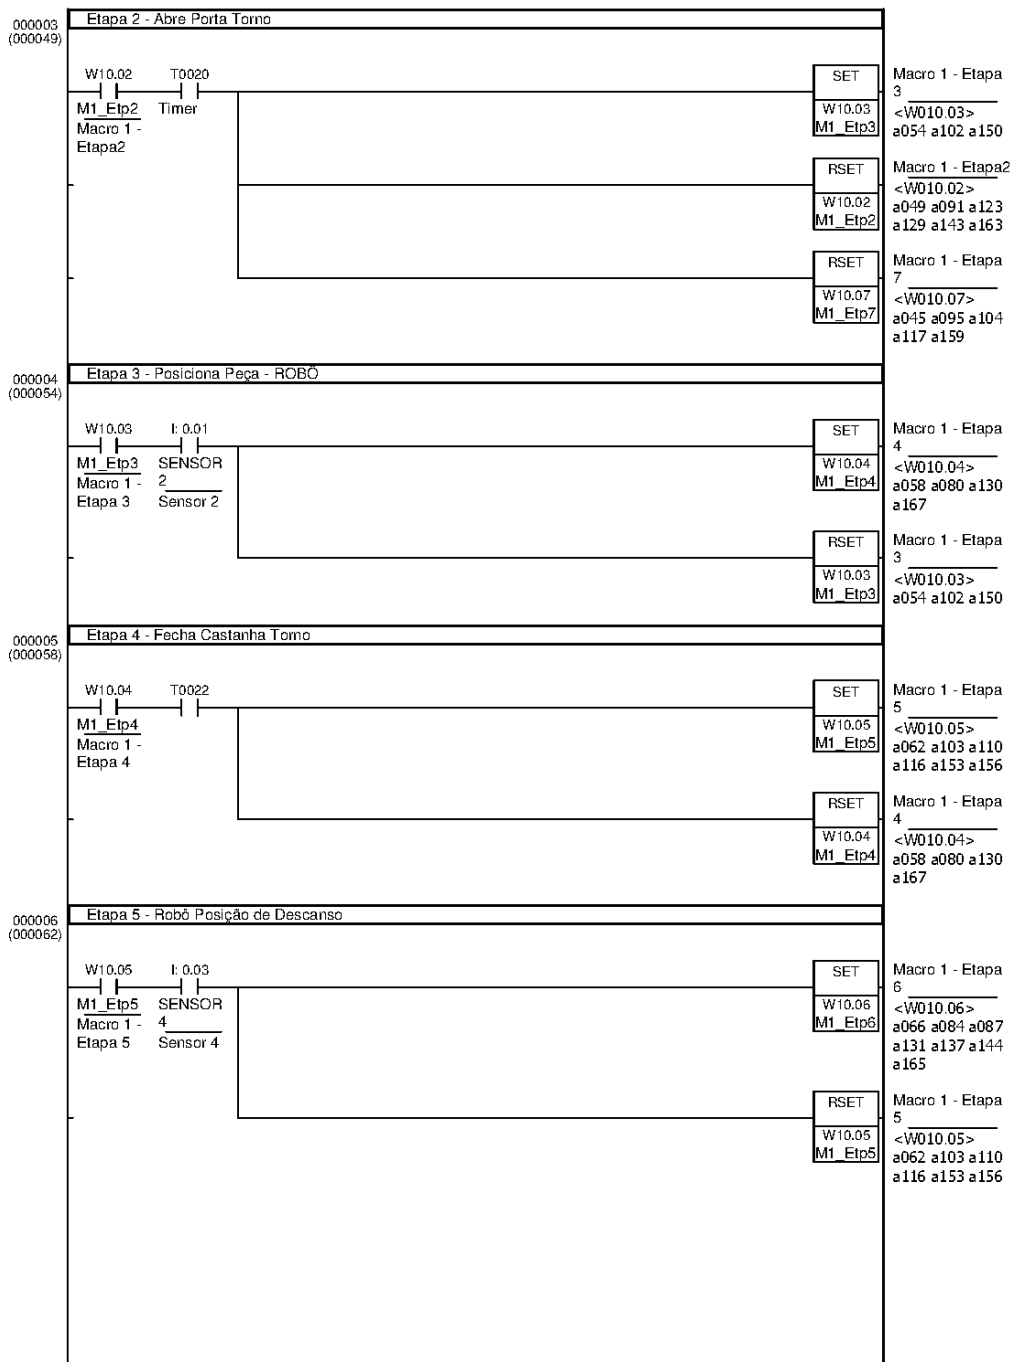 000003
(000049)
Etapa 2 - Abre Porta Torno
W10.02
T0020
M1_Etp2
Timer
Macro 1 -
Etapa2
SET
W10.03
M1_Etp3
Macro 1 - Etapa
3
<W010.03>
a054 a102 a150
RSET
W10.02
M1_Etp2
Macro 1 - Etapa2
<W010.02>
a049 a091 a123
a129 a143 a163
RSET
W10.07
M1_Etp7
Macro 1 - Etapa
7
<W010.07>
a045 a095 a104
a117 a159
000004
(000054)
Etapa 3 - Posiciona Peça - ROBÔ
W10.03
I: 0.01
M1_Etp3
SENSOR
Macro 1 -
2
Etapa 3
Sensor 2
SET
W10.04
M1_Etp4
Macro 1 - Etapa
4
<W010.04>
a058 a080 a130
a167
RSET
W10.03
M1_Etp3
Macro 1 - Etapa
3
<W010.03>
a054 a102 a150
000005
(000058)
Etapa 4 - Fecha Castanha Torno
W10.04
T0022
M1_Etp4
Macro 1 -
Etapa 4
SET
W10.05
M1_Etp5
Macro 1 - Etapa
5
<W010.05>
a062 a103 a110
a116 a153 a156
RSET
W10.04
M1_Etp4
Macro 1 - Etapa
4
<W010.04>
a058 a080 a130
a167
000006
(000062)
Etapa 5 - Robô Posição de Descanso
W10.05
I: 0.03
M1_Etp5
SENSOR
Macro 1 -
4
Etapa 5
Sensor 4
SET
W10.06
M1_Etp6
Macro 1 - Etapa
6
<W010.06>
a066 a084 a087
a131 a137 a144
a165
RSET
W10.05
M1_Etp5
Macro 1 - Etapa
5
<W010.05>
a062 a103 a110
a116 a153 a156